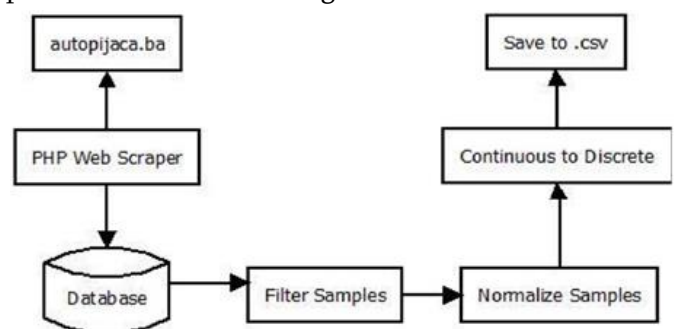 autopijaca.ba
Save to .csv
PHP Web Scraper
Continuous to Discrete
Database
Filter Samples
Normalize Samples